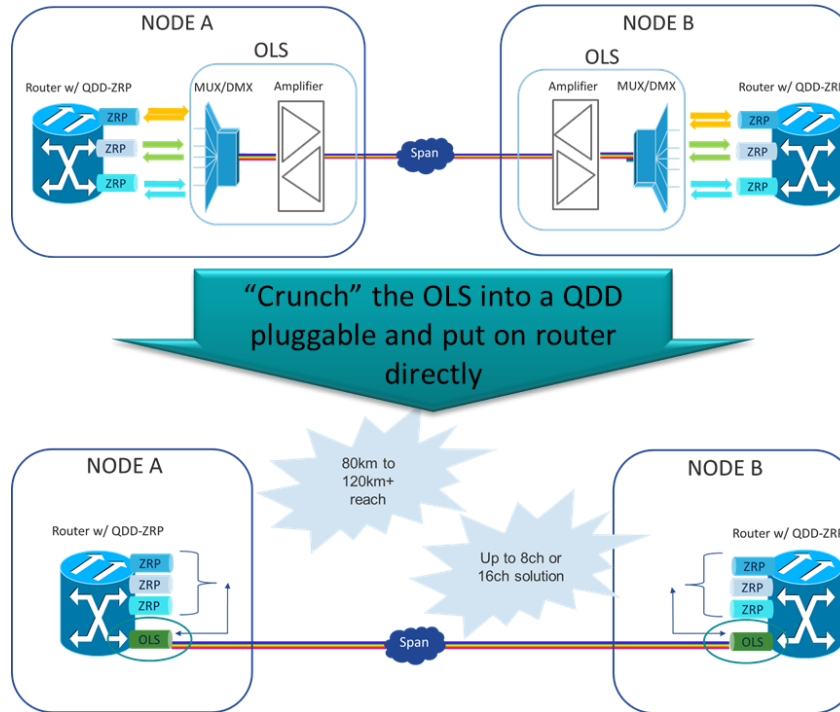 NODE A
OLS
Router w/ QDD-ZRP
MUX/DMX
Amplifier
ZRP
ZRP
ZRP
Span
NODE B
OLS
Amplifier
MUX/DMX
Router w/ QDD-ZRP
ZRP
ZRP
ZRP
“Crunch” the OLS into a QDD
pluggable and put on router
directly
80km to
120km+
reach
Up to 8ch or
16ch solution
NODE A
Router w/ QDD-ZRP
ZRP
ZRP
ZRP
OLS
Span
NODE B
Router w/ QDD-ZRP
ZRP
ZRP
ZRP
OLS